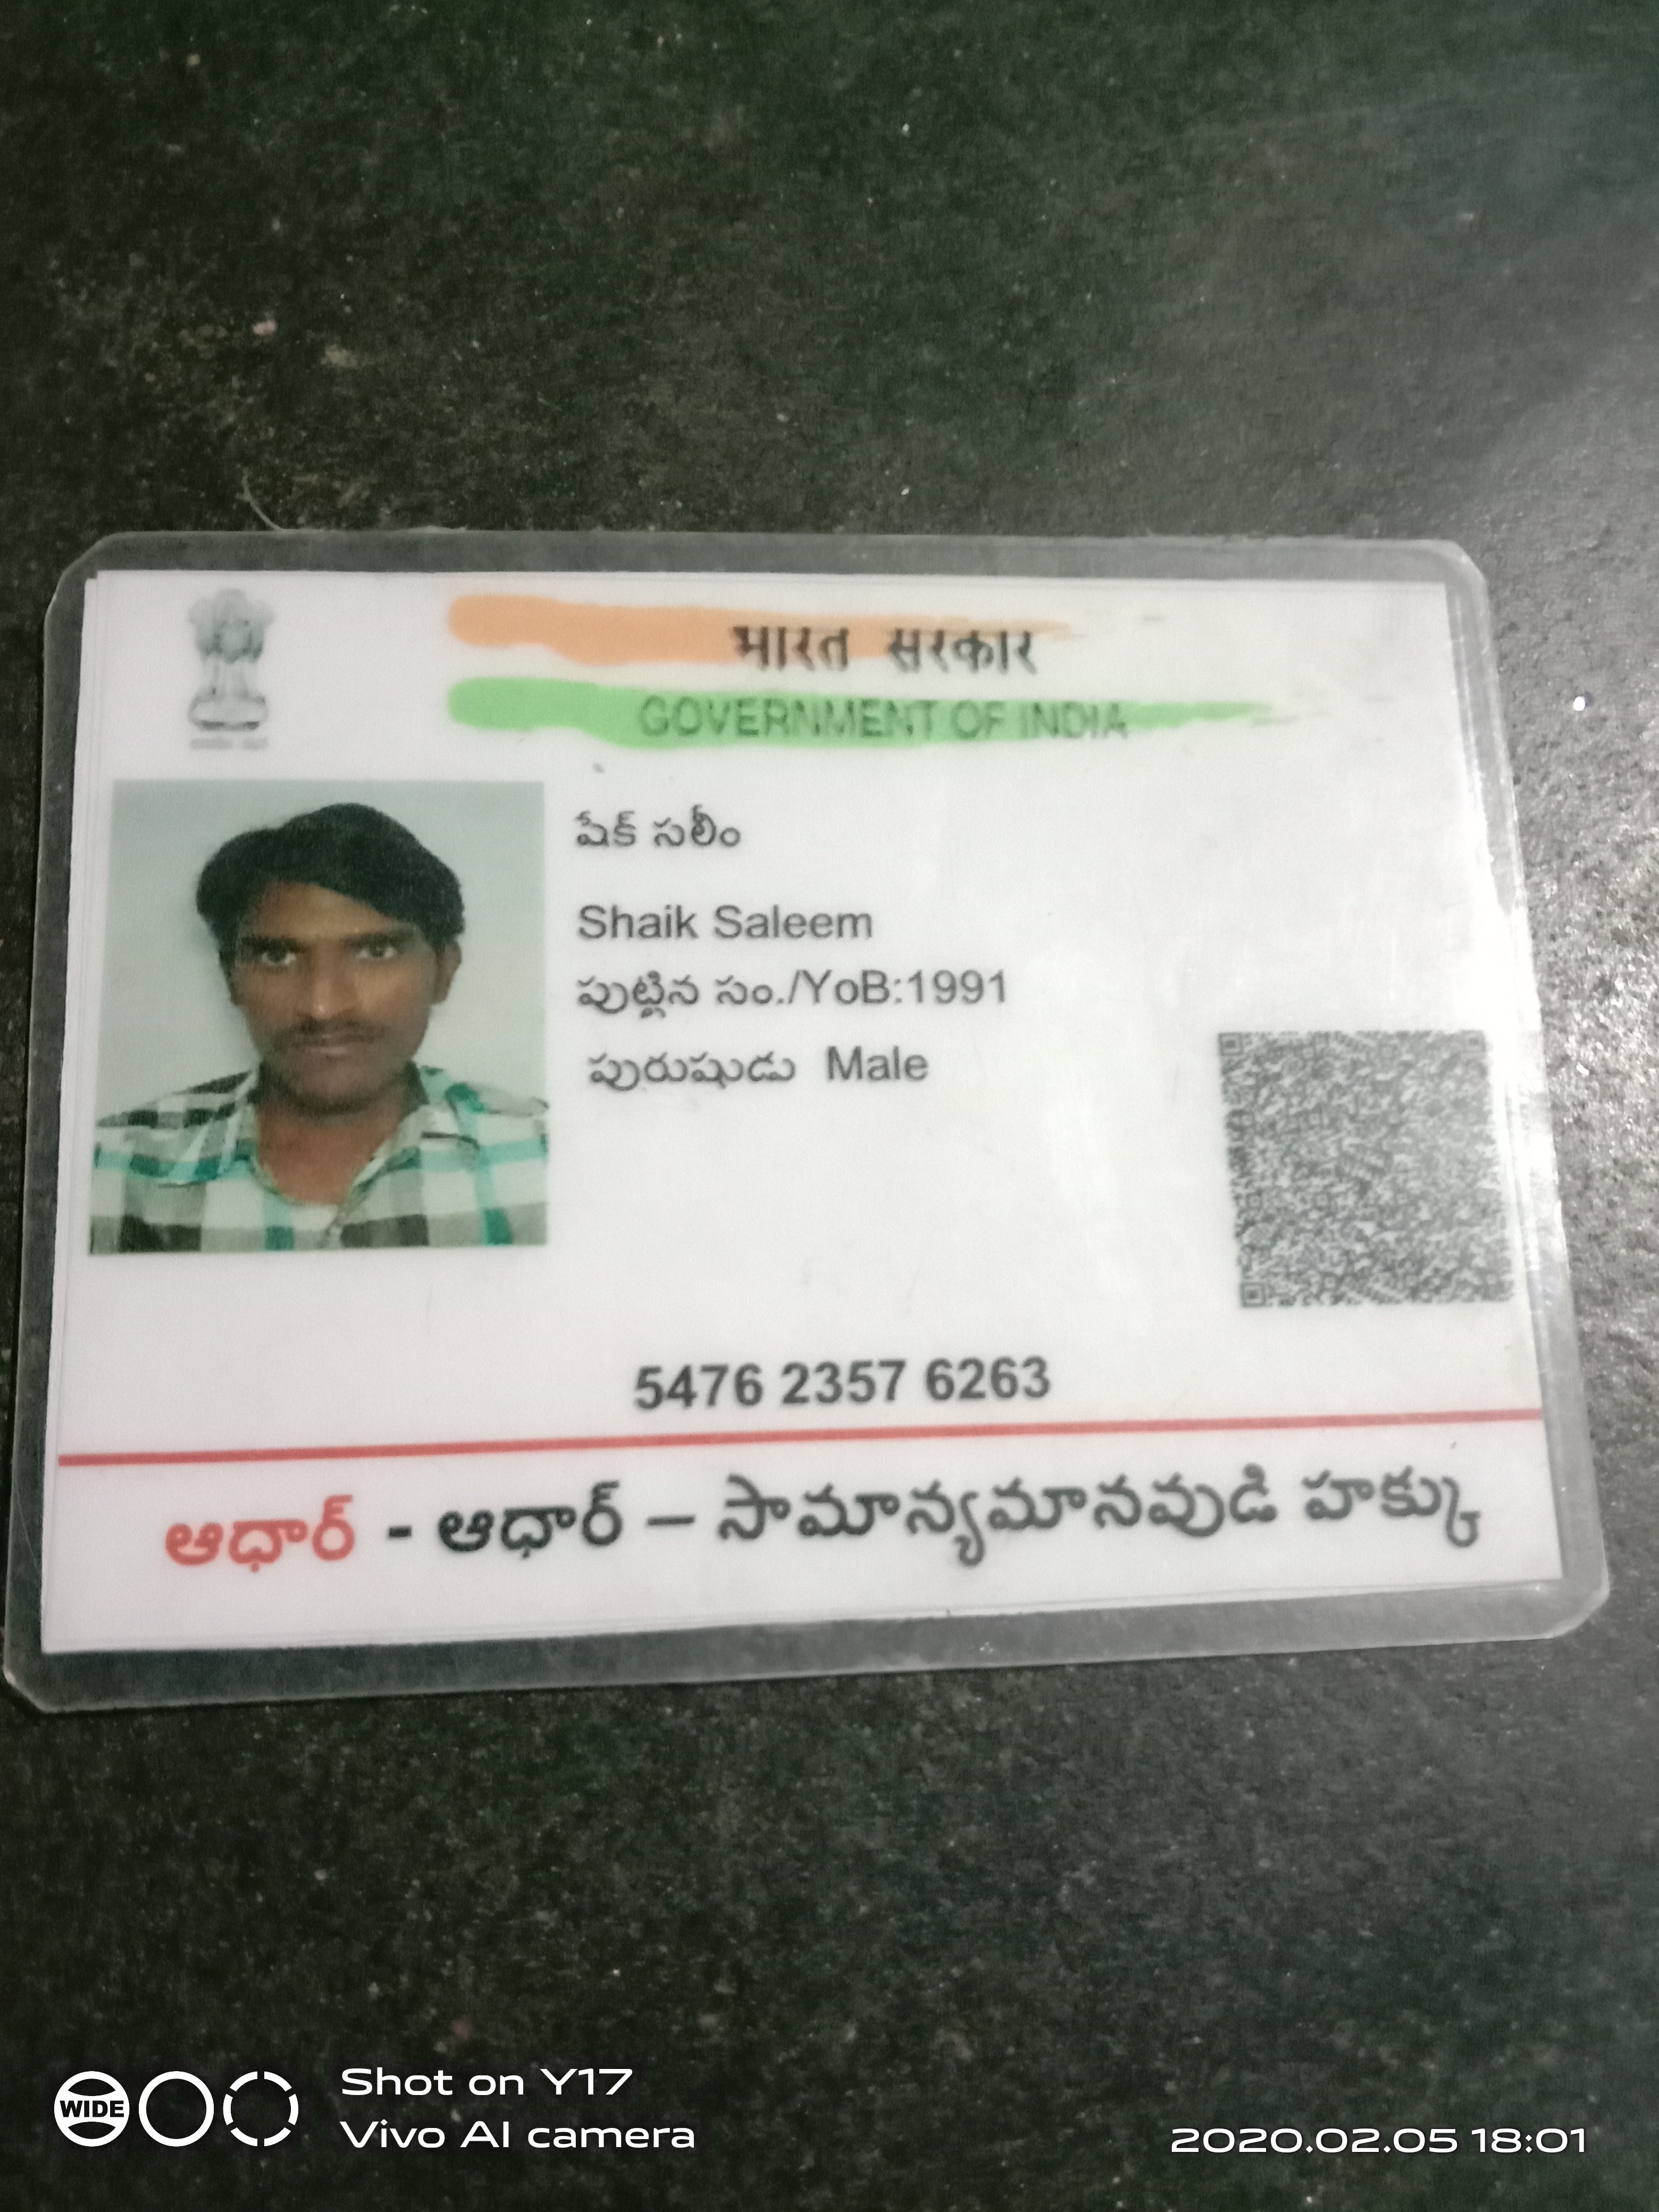 भारत सरकार
GOVERNMENT OF INDIA
షేక్ సలీం
Shaik Saleem
పుట్టిన సం./YoB:1991
పురుషుడు Male
5476 2357 6263
ఆధార్ - ఆధార్ – సామాన్యమానవుడి హక్కు
WIDE
Shot on Y17
Vivo AI camera
2020.02.05 18:01